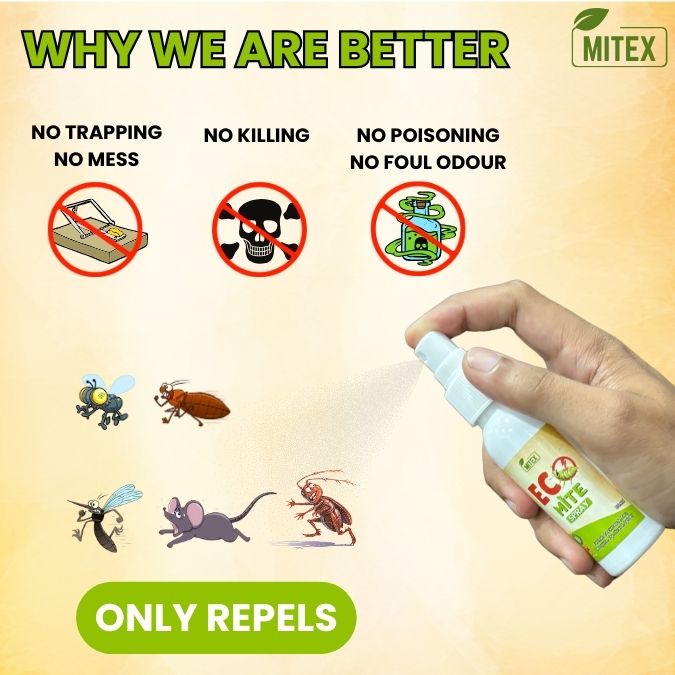 WHY WE ARE BETTER
MITEX
NO TRAPPING
NO MESS
NO KILLING
NO POISONING
NO FOUL ODOUR
MITEX
ECO
MITE
SPRAY
ONLY REPELS